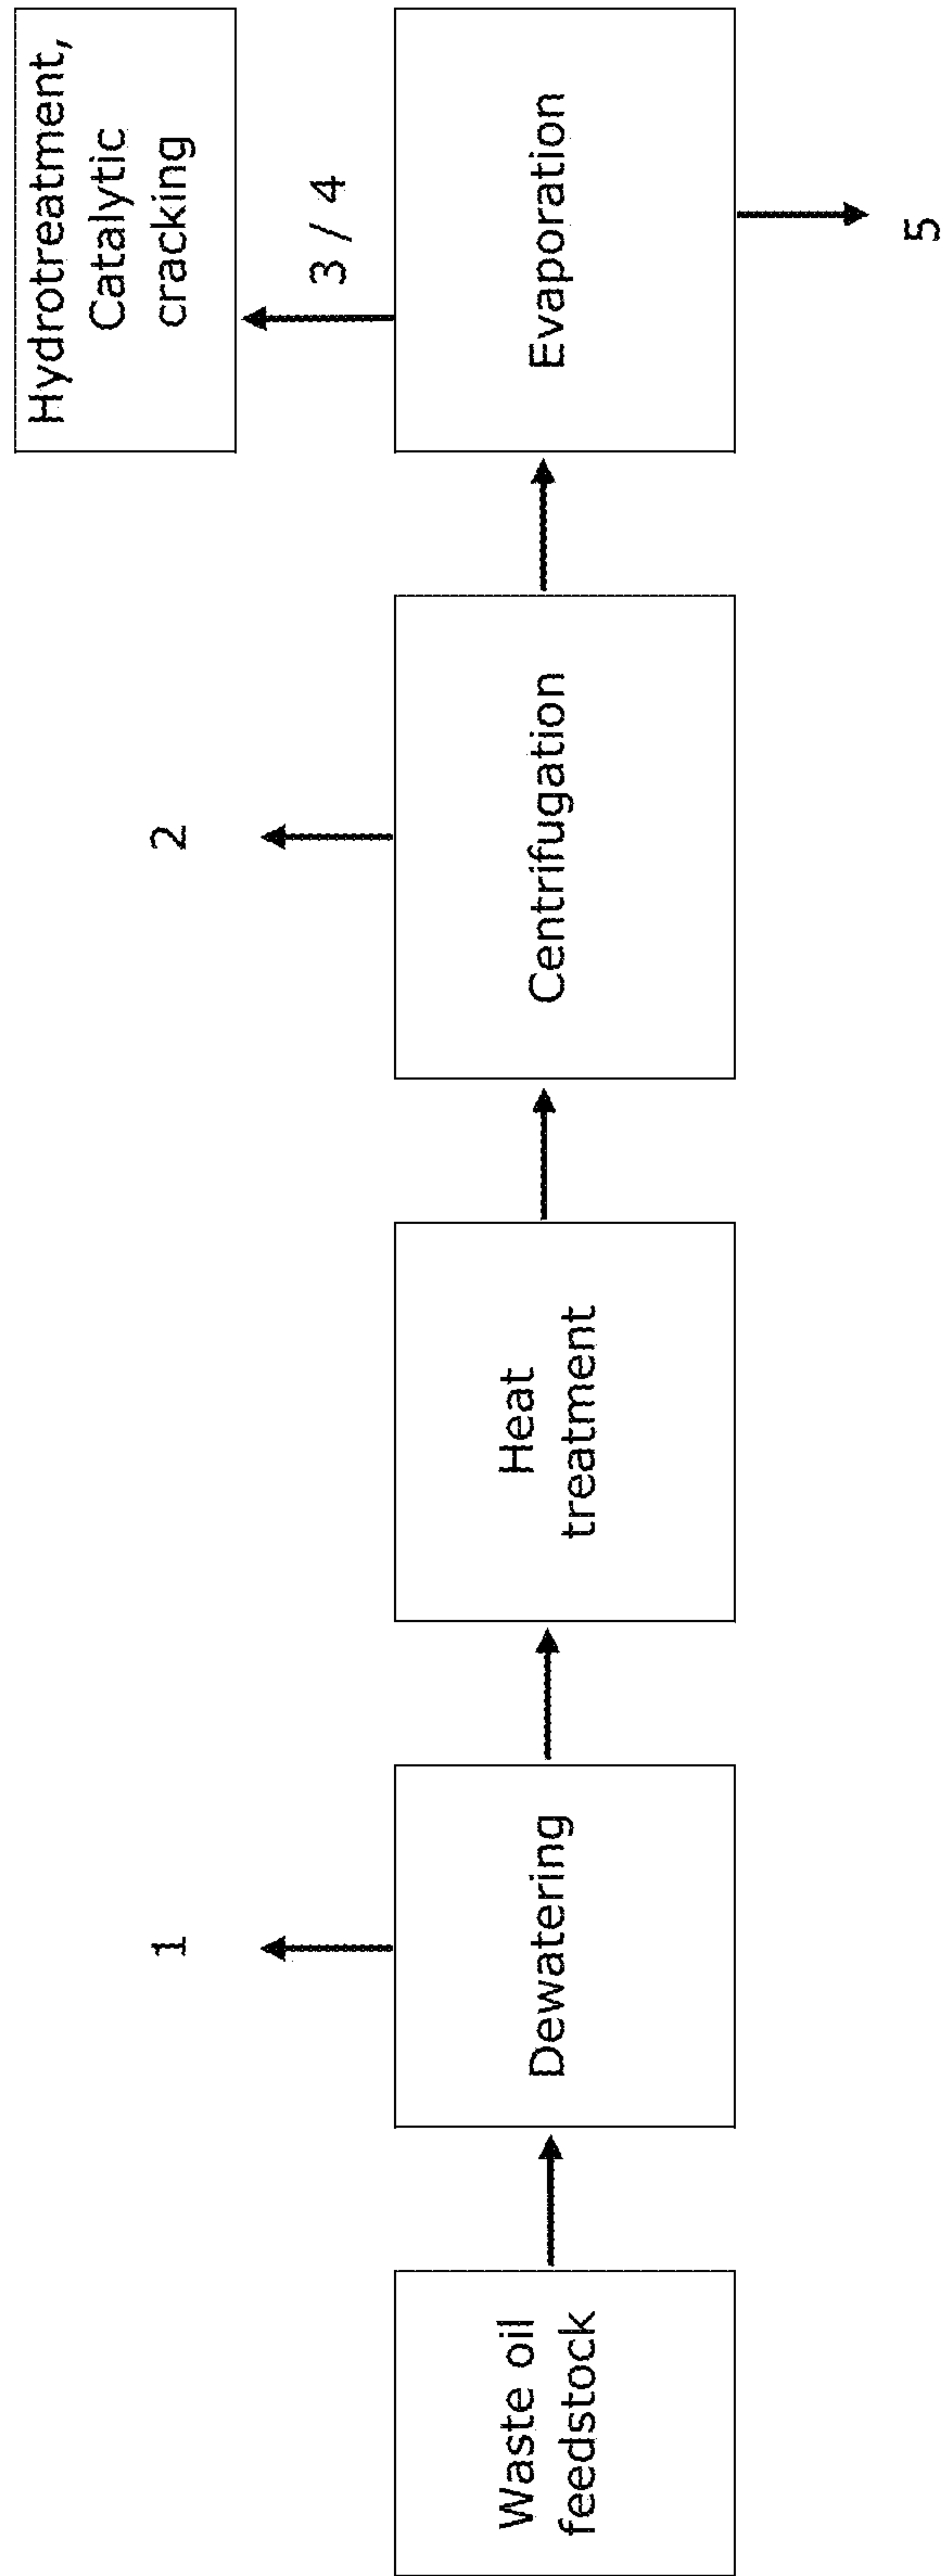 Waste oil
feedstock
Dewatering
1
Heat
treatment
Centrifugation
2
Evaporation
3 / 4
Hydrotreatment,
Catalytic
cracking
5